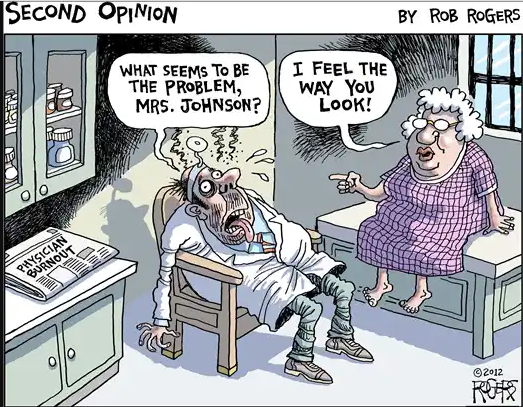 SECOND OPINION
BY ROB ROGERS
WHAT SEEMS TO BE
THE PROBLEM,
MRS. JOHNSON?
I FEEL THE
WAY YOU
LOOK!
PHYSICIAN
BURNOUT
©2012
ROGERS